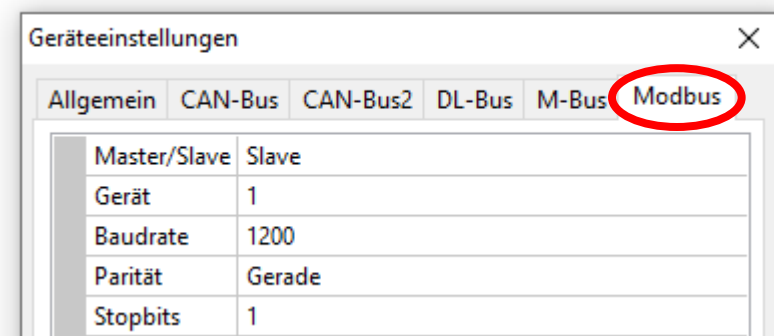 Geräteeinstellungen
Allgemein CAN-Bus CAN-Bus2 DL-Bus M-Bus Modbus
Master/Slave Slave
Gerät 1
Baudrate 1200
Parität Gerade
Stopbits 1